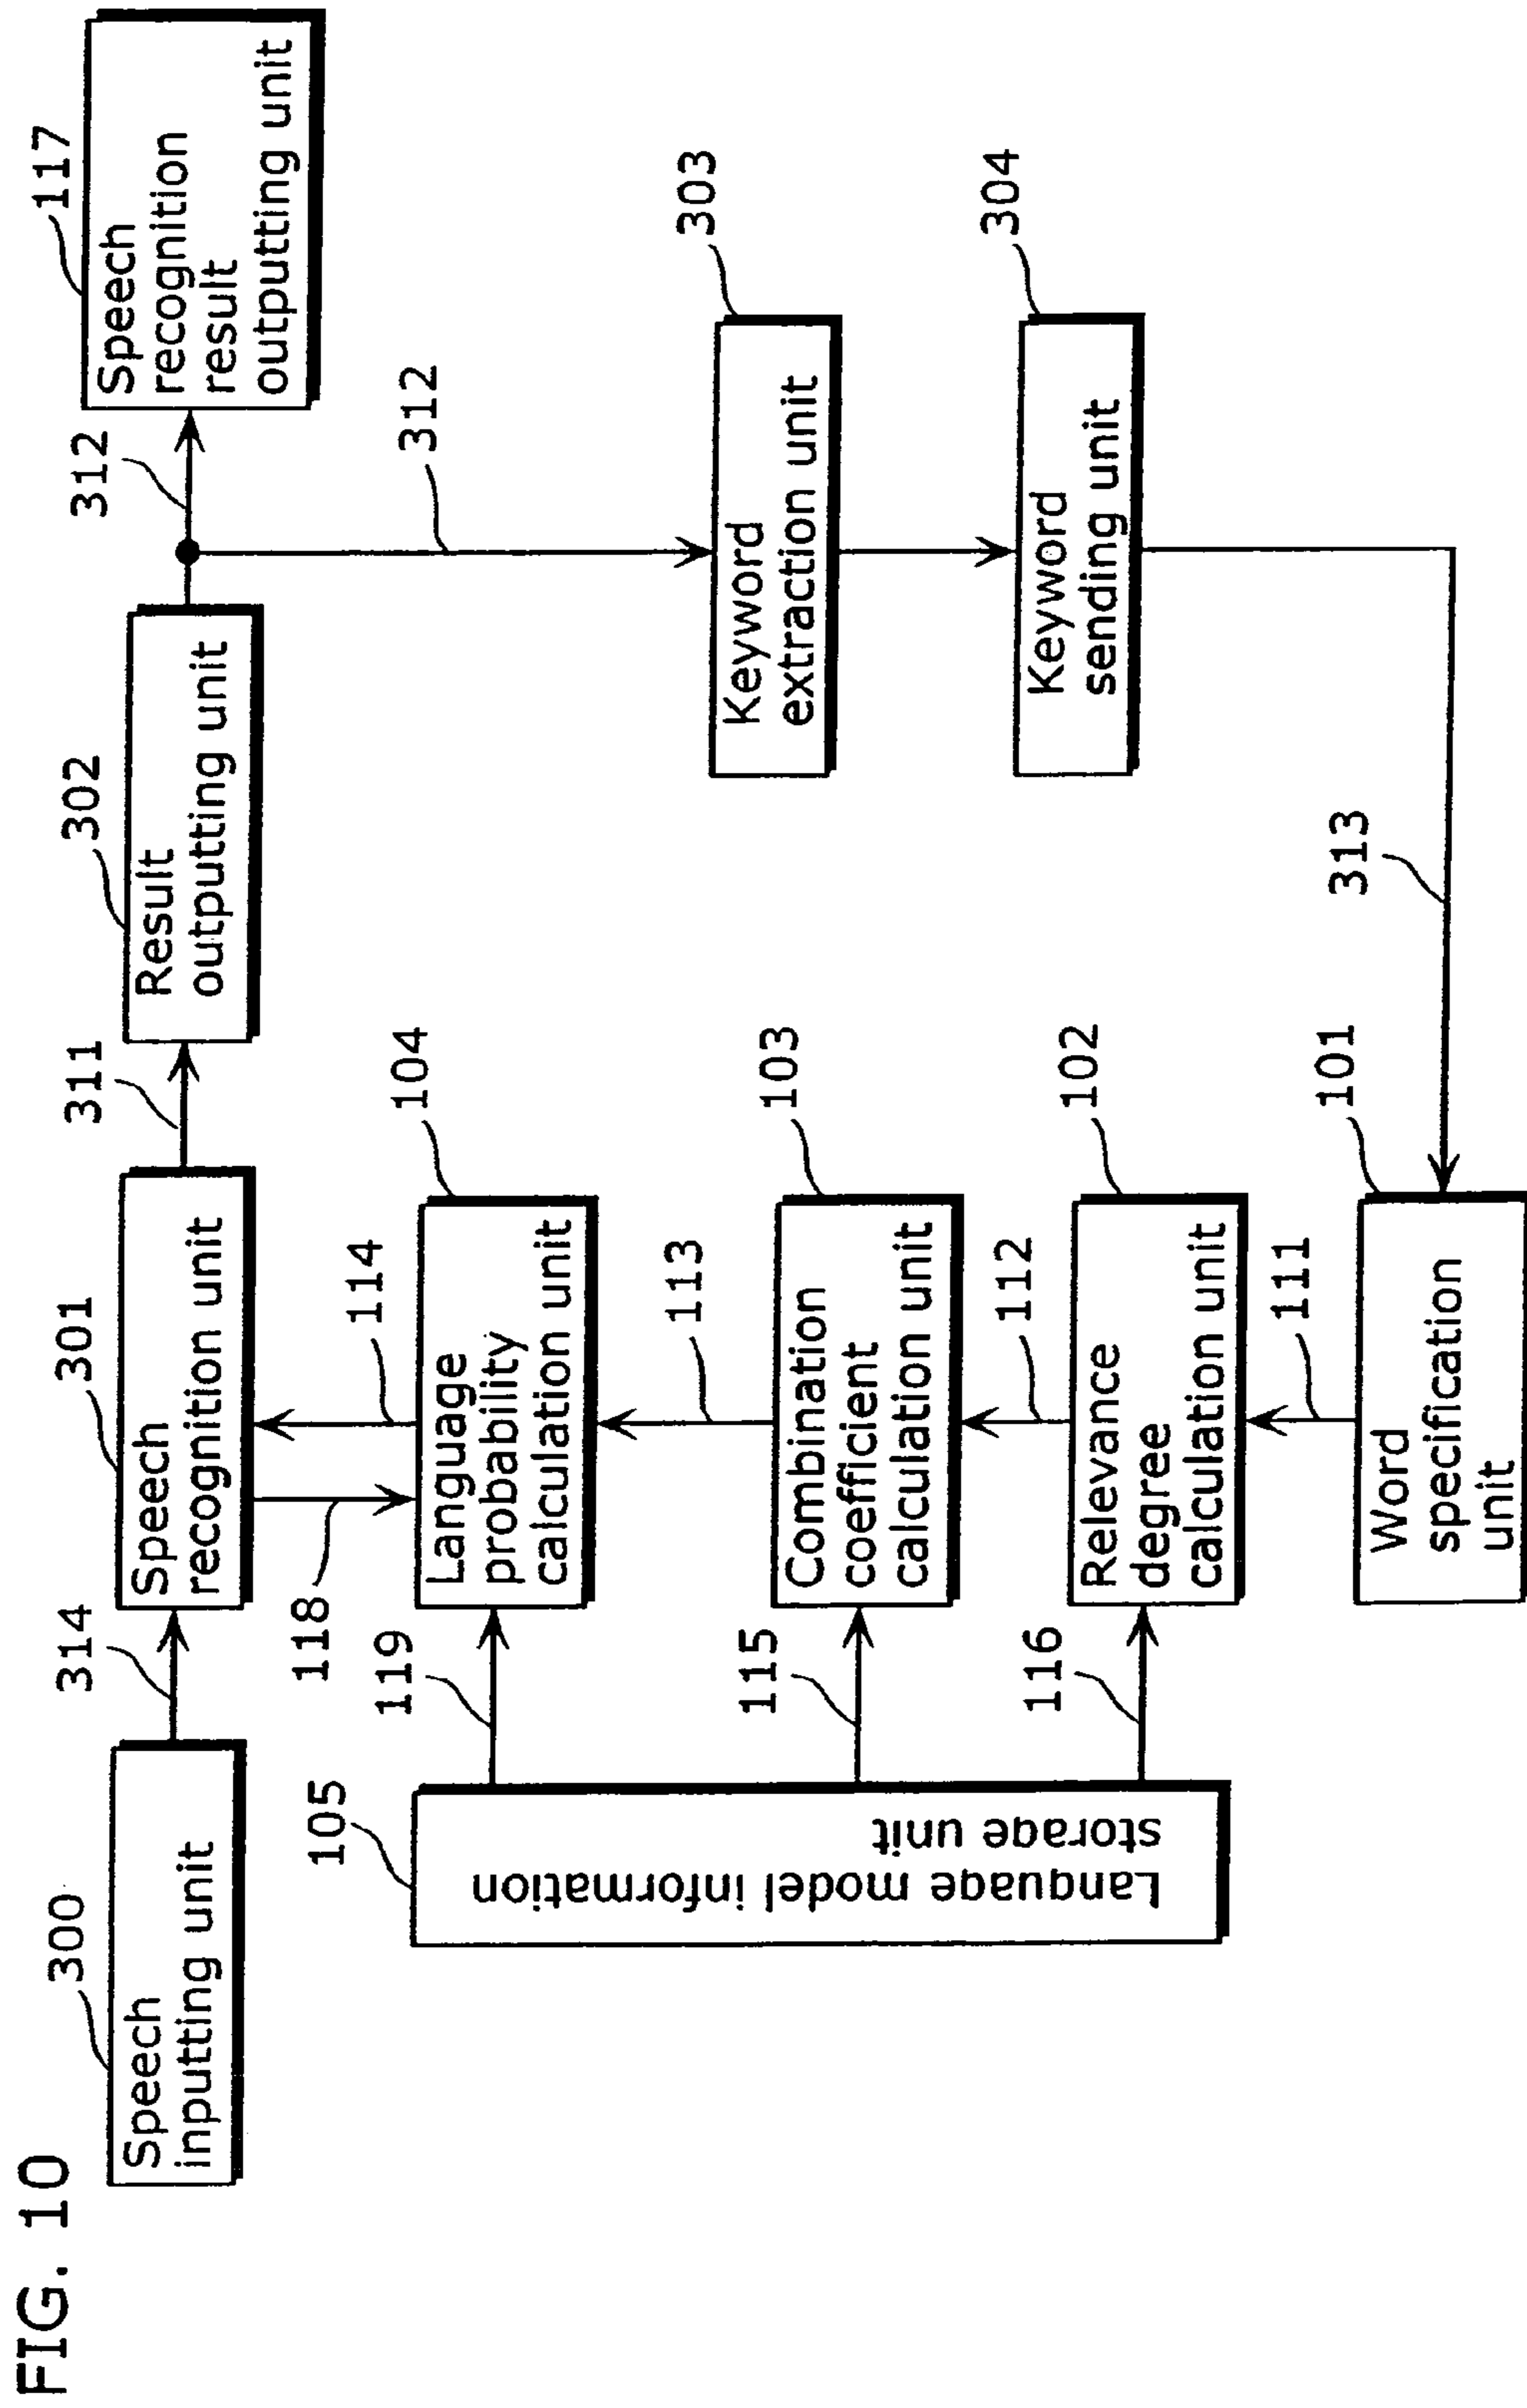 FIG. 10
300
Speech
inputting unit
314
301
Speech
recognition unit
311
302
Result
outputting unit
312
117
Speech
recognition
result
outputting unit
312
118
114
105
Language model information
storage unit
119
104
Language
probability
calculation unit
113
115
103
Combination
coefficient
calculation unit
112
116
102
Relevance
degree
calculation unit
111
101
Word
specification
unit
303
Keyword
extraction unit
304
Keyword
sending unit
313